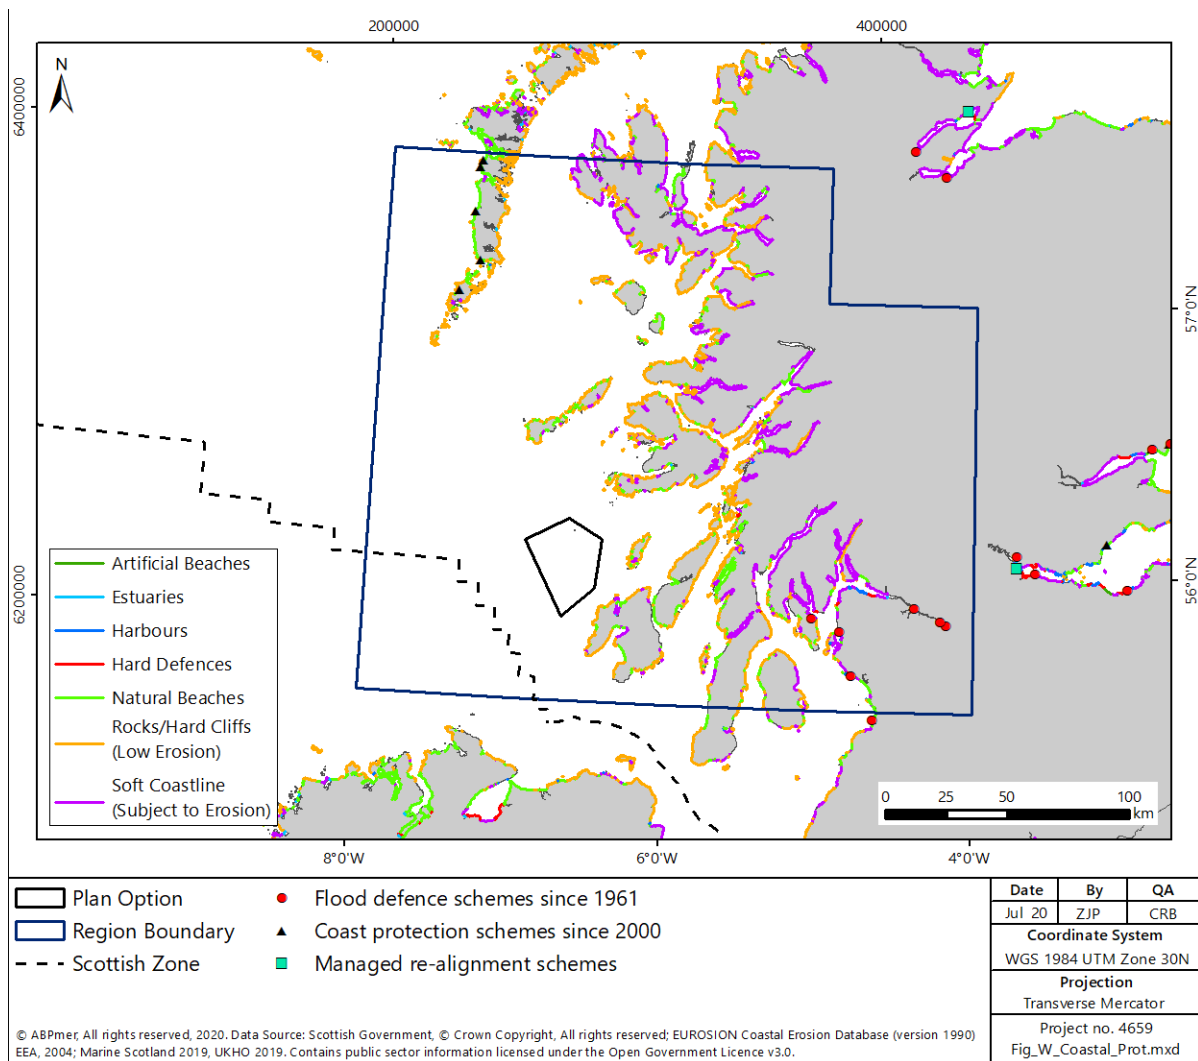 200000
400000
N
6400000
6200000
57°0'N
56°0'N
Artificial Beaches
Estuaries
Harbours
Hard Defences
Natural Beaches
Rocks/Hard Cliffs
(Low Erosion)
Soft Coastline
(Subject to Erosion)
0 25 50 100
km
8°0'W
6°0'W
4°0'W
Plan Option
Region Boundary
Scottish Zone
Flood defence schemes since 1961
Coast protection schemes since 2000
Managed re-alignment schemes
Date By QA
Jul 20 ZJP CRB
Coordinate System
WGS 1984 UTM Zone 30N
Projection
Transverse Mercator
Project no. 4659
Fig_W_Coastal_Prot.mxd
© ABPmer, All rights reserved, 2020. Data Source: Scottish Government, © Crown Copyright, All rights reserved; EUROSION Coastal Erosion Database (version 1990)
EEA, 2004; Marine Scotland 2019, UKHO 2019. Contains public sector information licensed under the Open Government Licence v3.0.